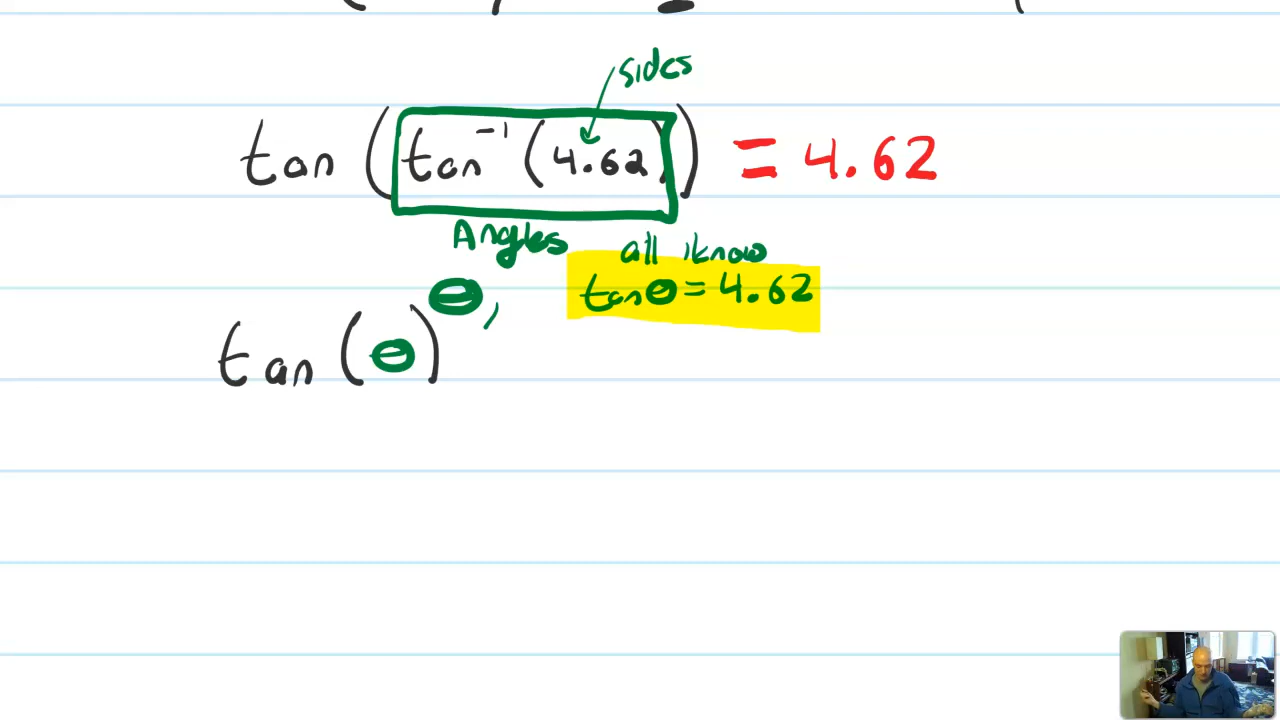 sides
tan (tan⁻¹ (4.62)) = 4.62
Angles
all I know
θ, tanθ = 4.62
tan (θ)